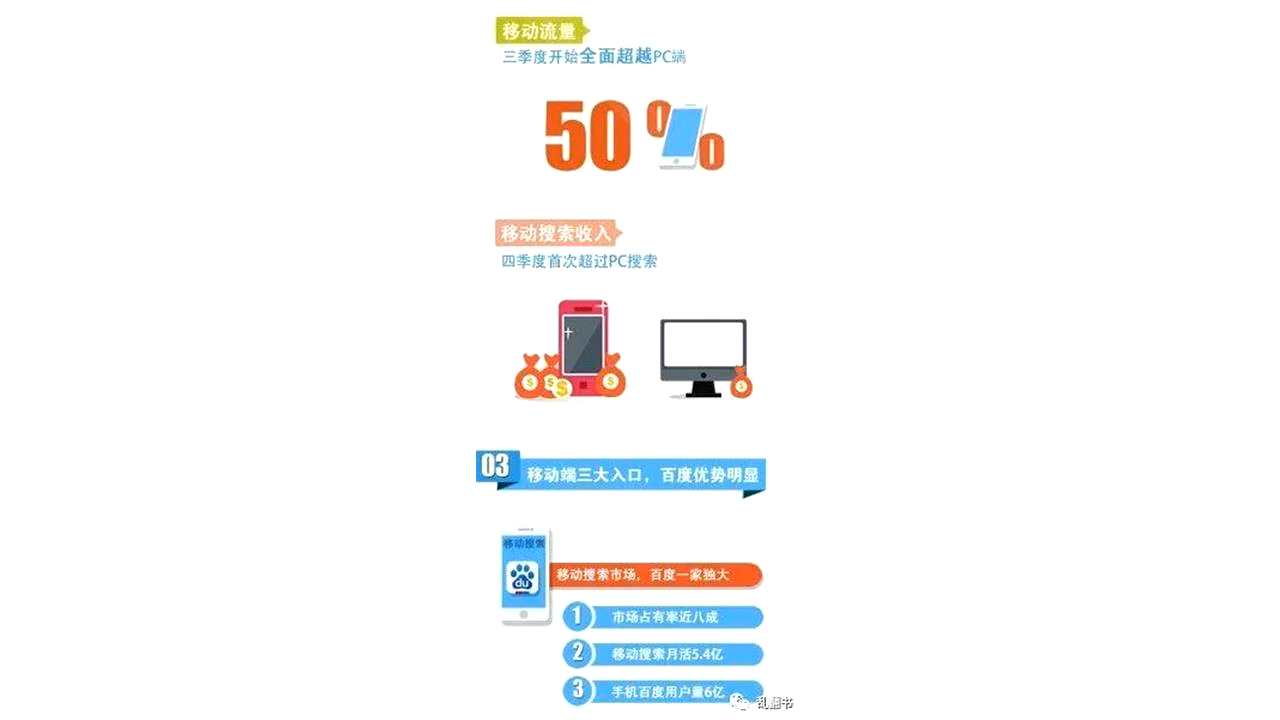 移动流量
三季度开始全面超越PC端
50%
移动搜索收入
四季度首次超过PC搜索
03
移动端三大入口，百度优势明显
移动搜索
du
移动搜索市场，百度一家独大
1 市场占有率近八成
2 移动搜索月活5.4亿
3 手机百度用户量6亿
乱翻书